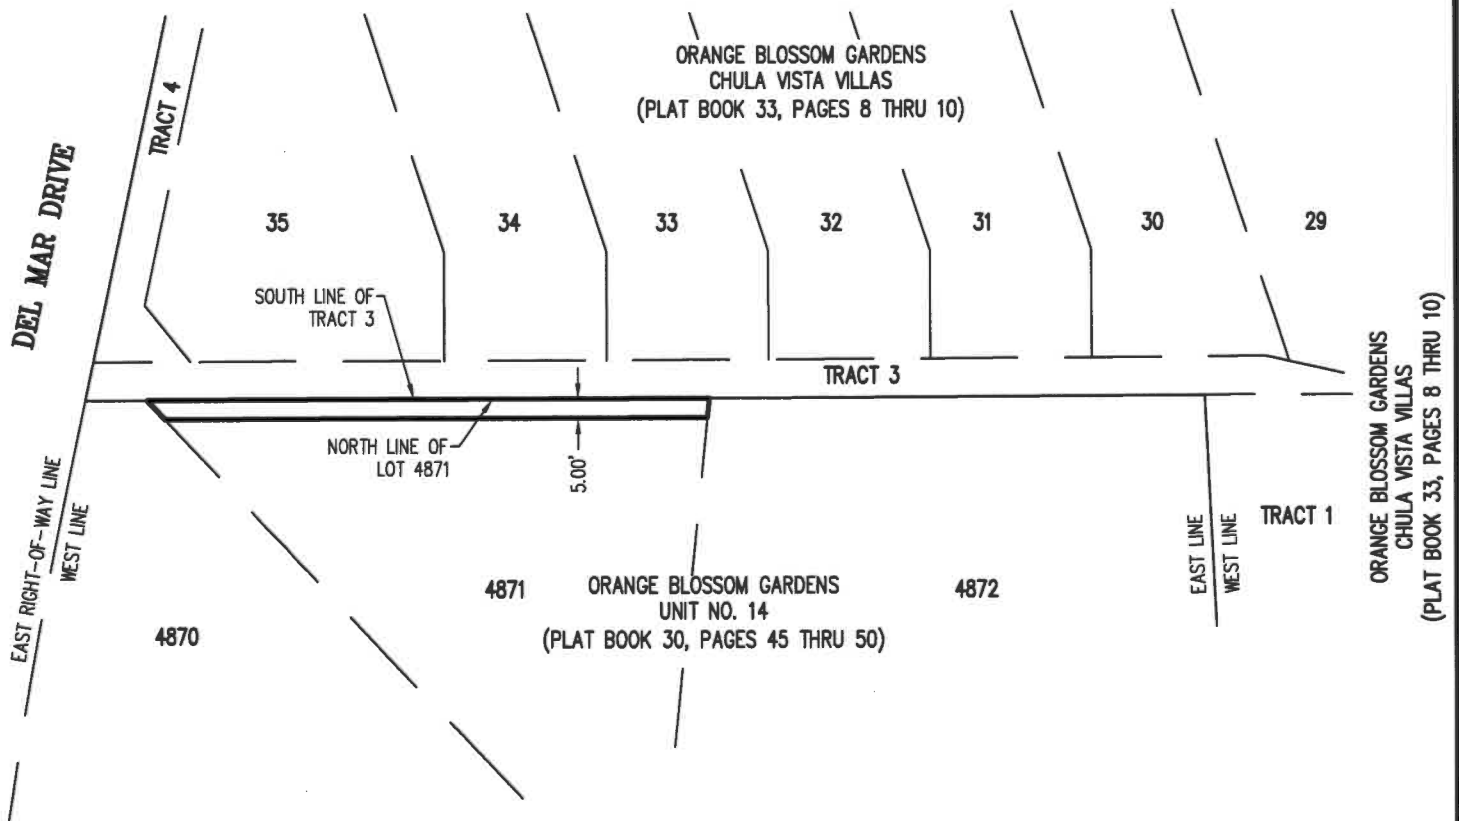 ORANGE BLOSSOM GARDENS
CHULA VISTA VILLAS
(PLAT BOOK 33, PAGES 8 THRU 10)
TRACT 4
DEL MAR DRIVE
35
34
33
32
31
30
29
SOUTH LINE OF
TRACT 3
TRACT 3
NORTH LINE OF
LOT 4871
5.00'
ORANGE BLOSSOM GARDENS
CHULA VISTA VILLAS
(PLAT BOOK 33, PAGES 8 THRU 10)
EAST RIGHT-OF-WAY LINE
WEST LINE
EAST LINE
WEST LINE
TRACT 1
4870
4871
ORANGE BLOSSOM GARDENS
UNIT NO. 14
(PLAT BOOK 30, PAGES 45 THRU 50)
4872